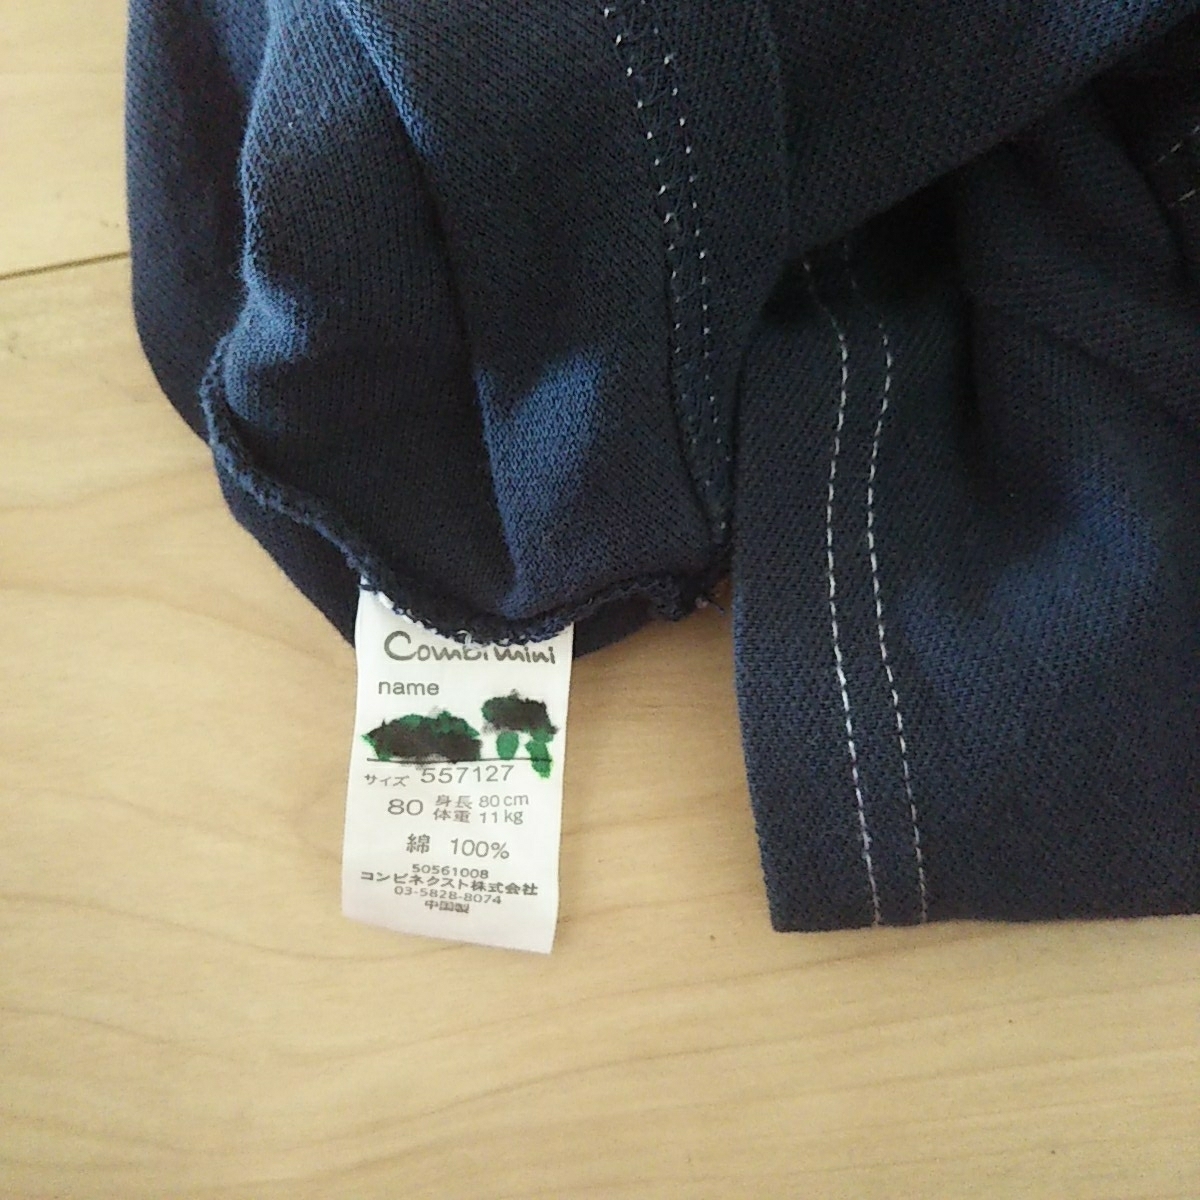 Combimini
name
サイズ 557127
80 身長 80cm
体重 11kg
綿 100%
50561008
コンビネクスト株式会社
03-5828-8074
中国製